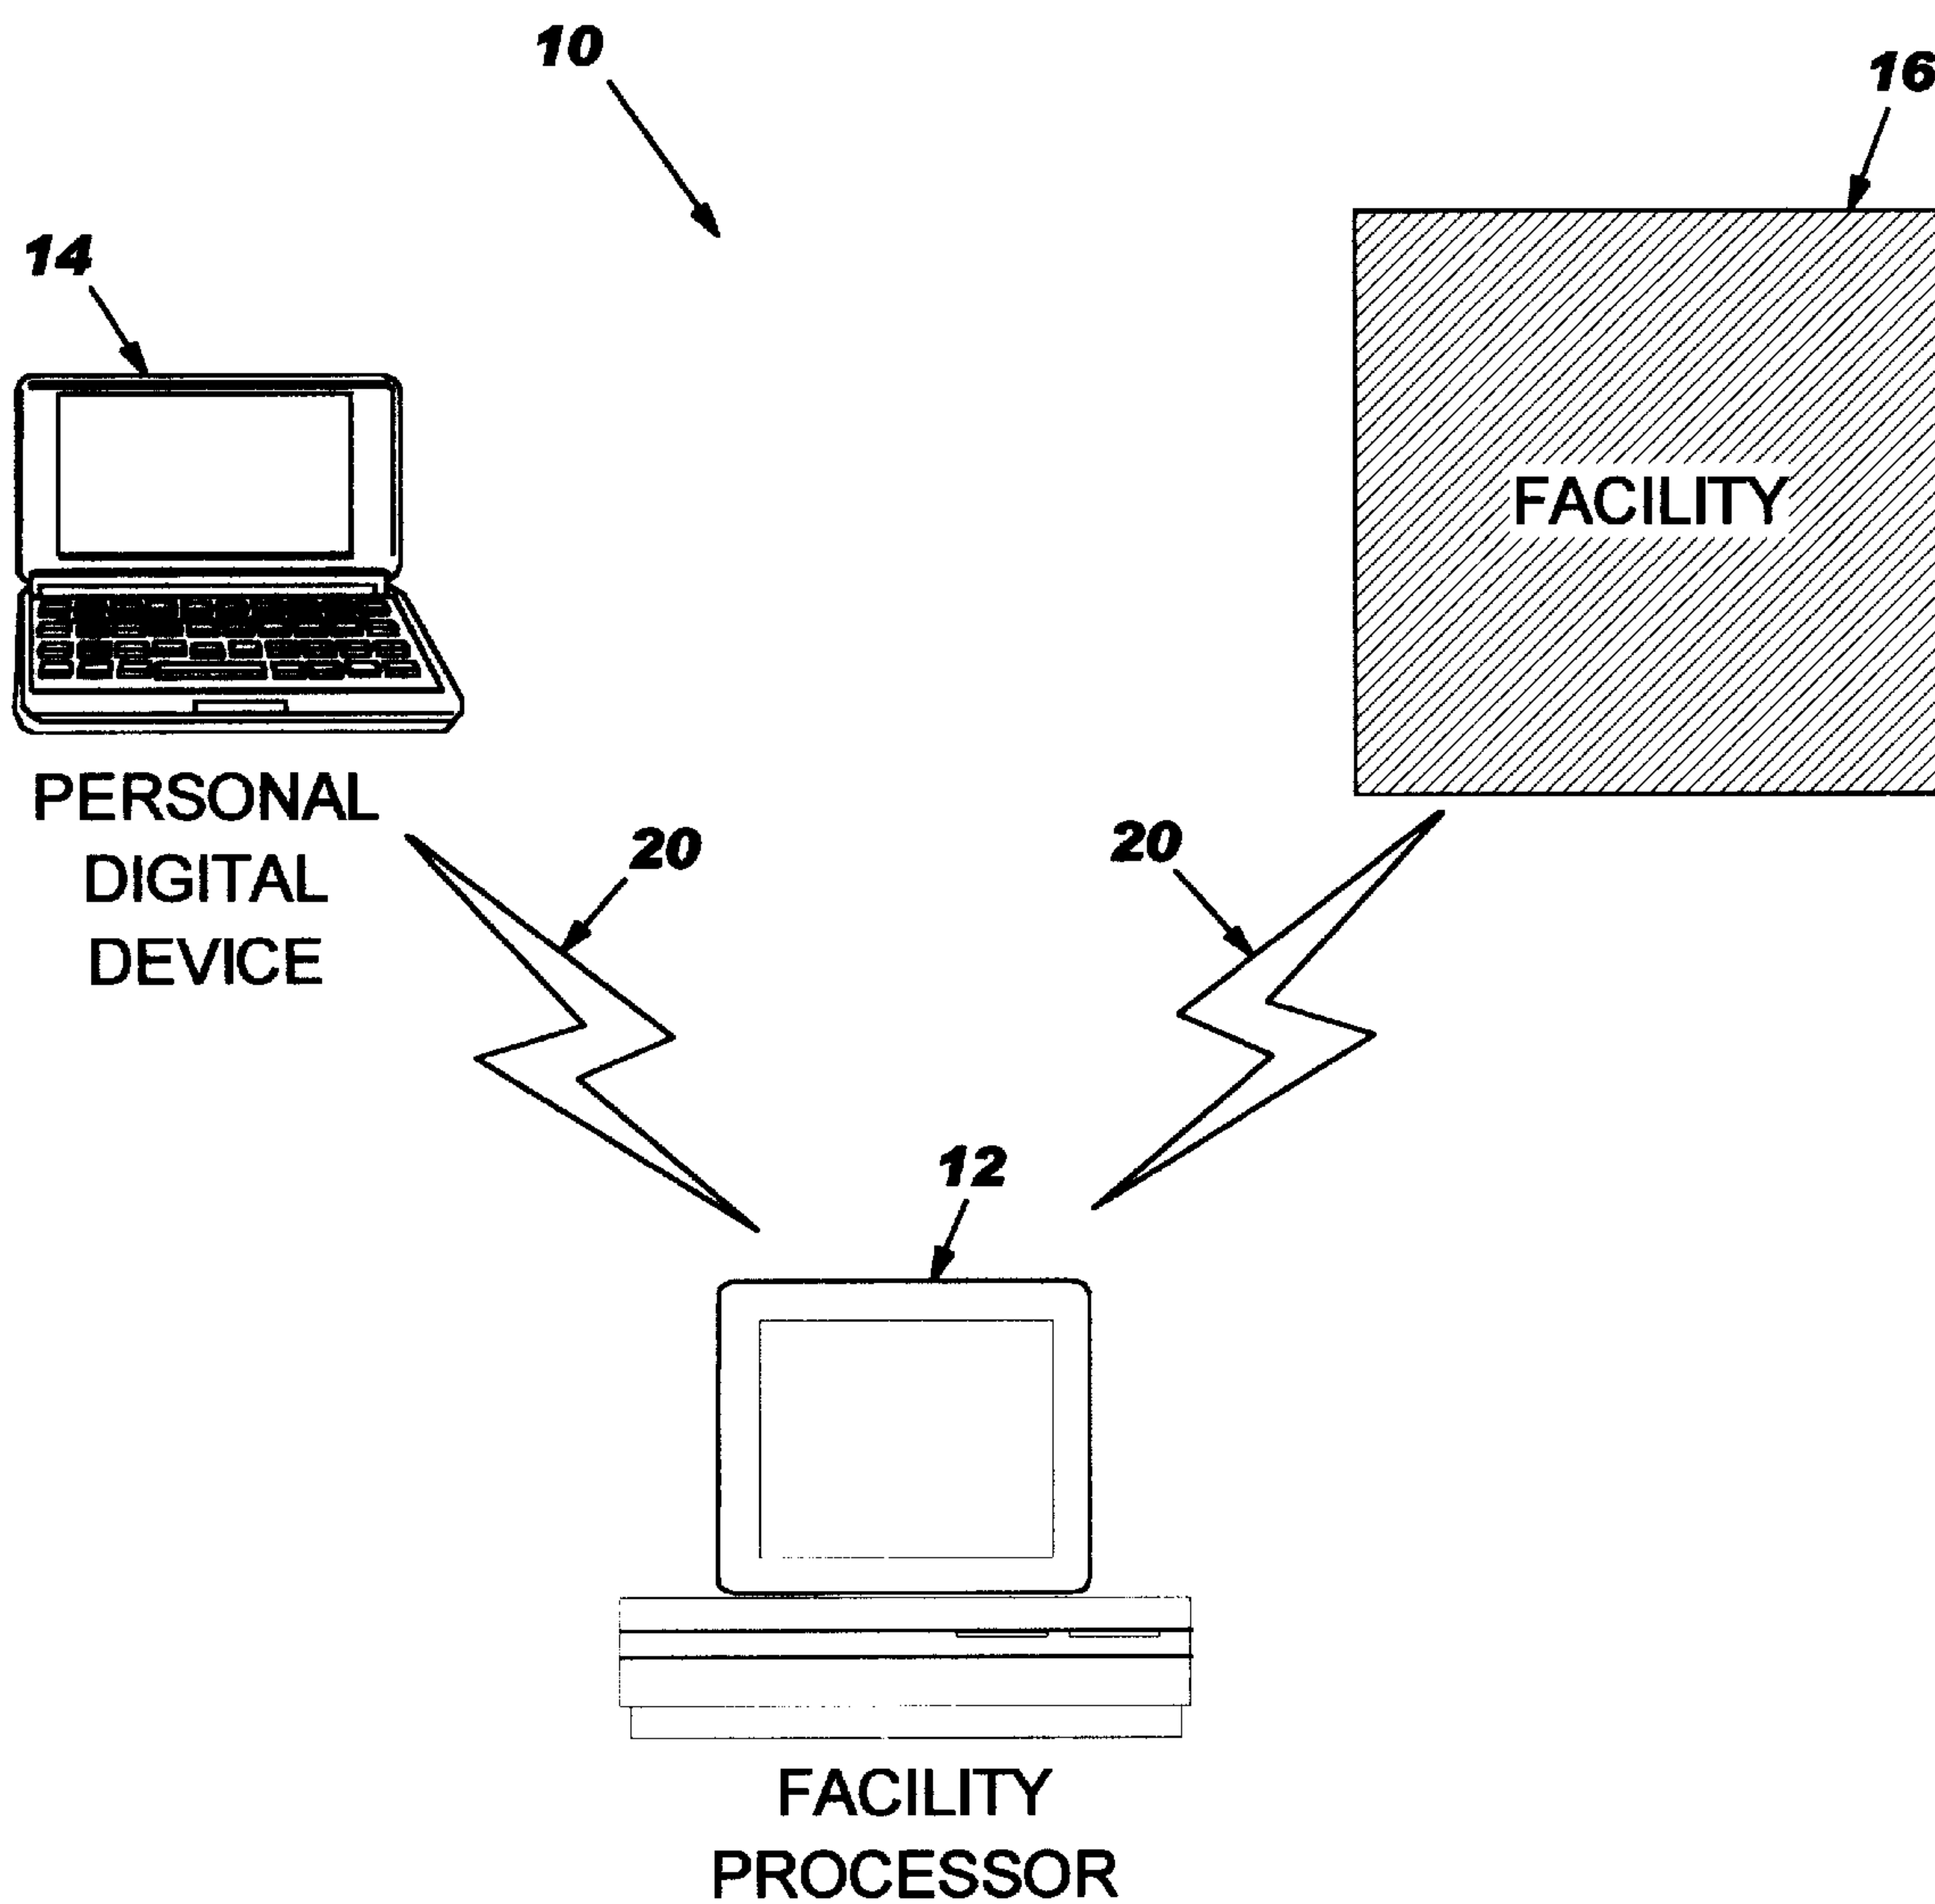 10
16
14
FACILITY
PERSONAL
DIGITAL
DEVICE
20
20
12
FACILITY
PROCESSOR